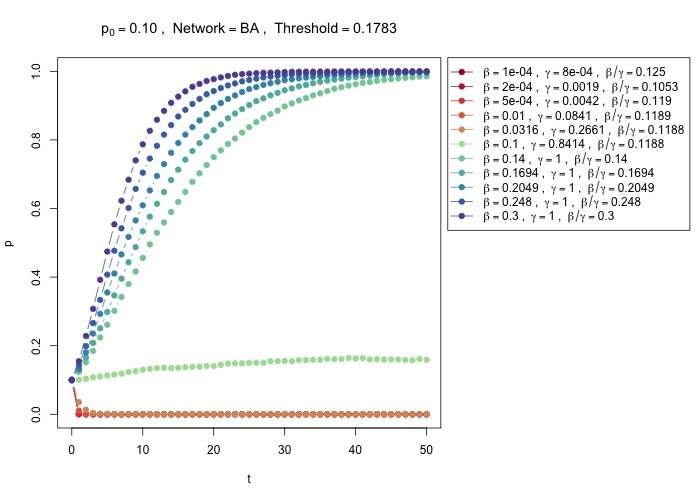 p0 = 0.10 , Network = BA , Threshold = 0.1783
β = 1e-04 , γ = 8e-04 , β/γ = 0.125
β = 2e-04 , γ = 0.0019 , β/γ = 0.1053
β = 5e-04 , γ = 0.0042 , β/γ = 0.119
β = 0.01 , γ = 0.0841 , β/γ = 0.1189
β = 0.0316 , γ = 0.2661 , β/γ = 0.1188
β = 0.1 , γ = 0.8414 , β/γ = 0.1188
β = 0.14 , γ = 1 , β/γ = 0.14
β = 0.1694 , γ = 1 , β/γ = 0.1694
β = 0.2049 , γ = 1 , β/γ = 0.2049
β = 0.248 , γ = 1 , β/γ = 0.248
β = 0.3 , γ = 1 , β/γ = 0.3
p
1.0
0.8
0.6
0.4
0.2
0.0
0 10 20 30 40 50
t